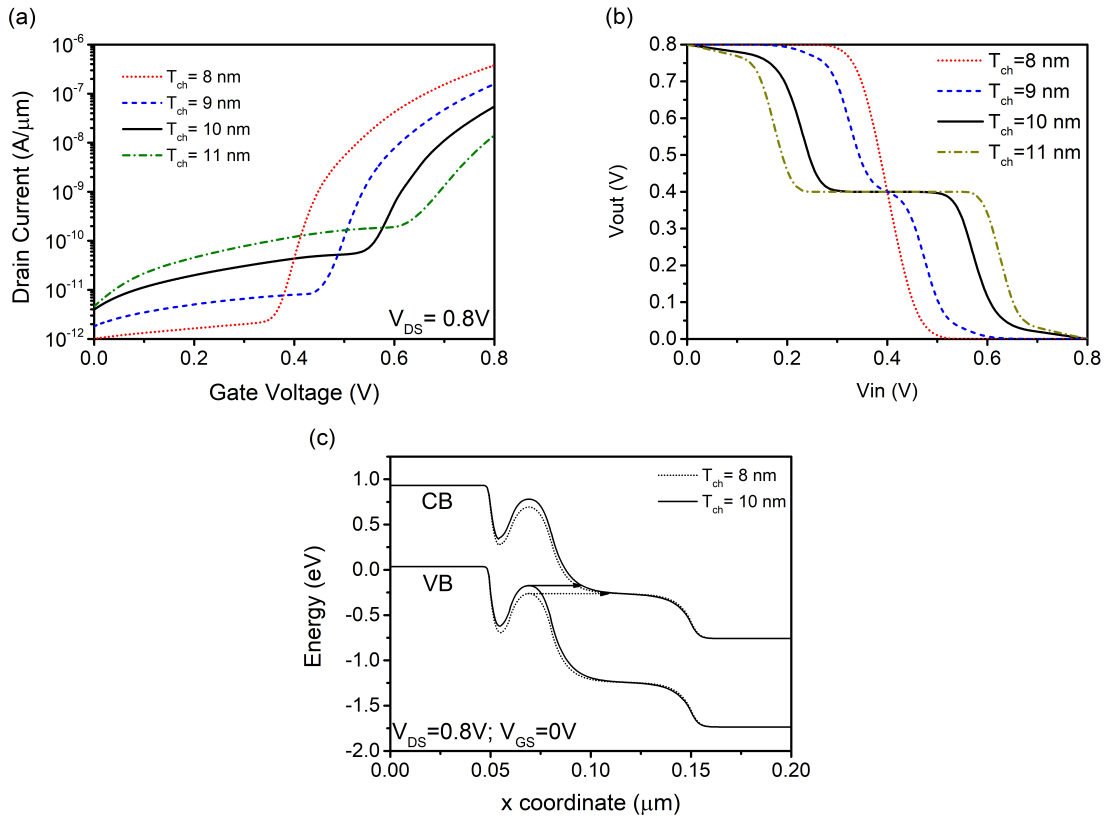 (a)
10^-6
10^-7
10^-8
10^-9
10^-10
10^-11
10^-12
Drain Current (A/μm)
T_ch= 8 nm
T_ch= 9 nm
T_ch= 10 nm
T_ch= 11 nm
V_DS= 0.8V
0.0 0.2 0.4 0.6 0.8
Gate Voltage (V)
(b)
0.8
0.7
0.6
0.5
0.4
0.3
0.2
0.1
0.0
Vout (V)
T_ch=8 nm
T_ch=9 nm
T_ch=10 nm
T_ch=11 nm
0.0 0.2 0.4 0.6 0.8
Vin (V)
(c)
1.0
0.5
0.0
-0.5
-1.0
-1.5
-2.0
Energy (eV)
CB
VB
T_ch= 8 nm
T_ch= 10 nm
V_DS=0.8V; V_GS=0V
0.00 0.05 0.10 0.15 0.20
x coordinate (μm)